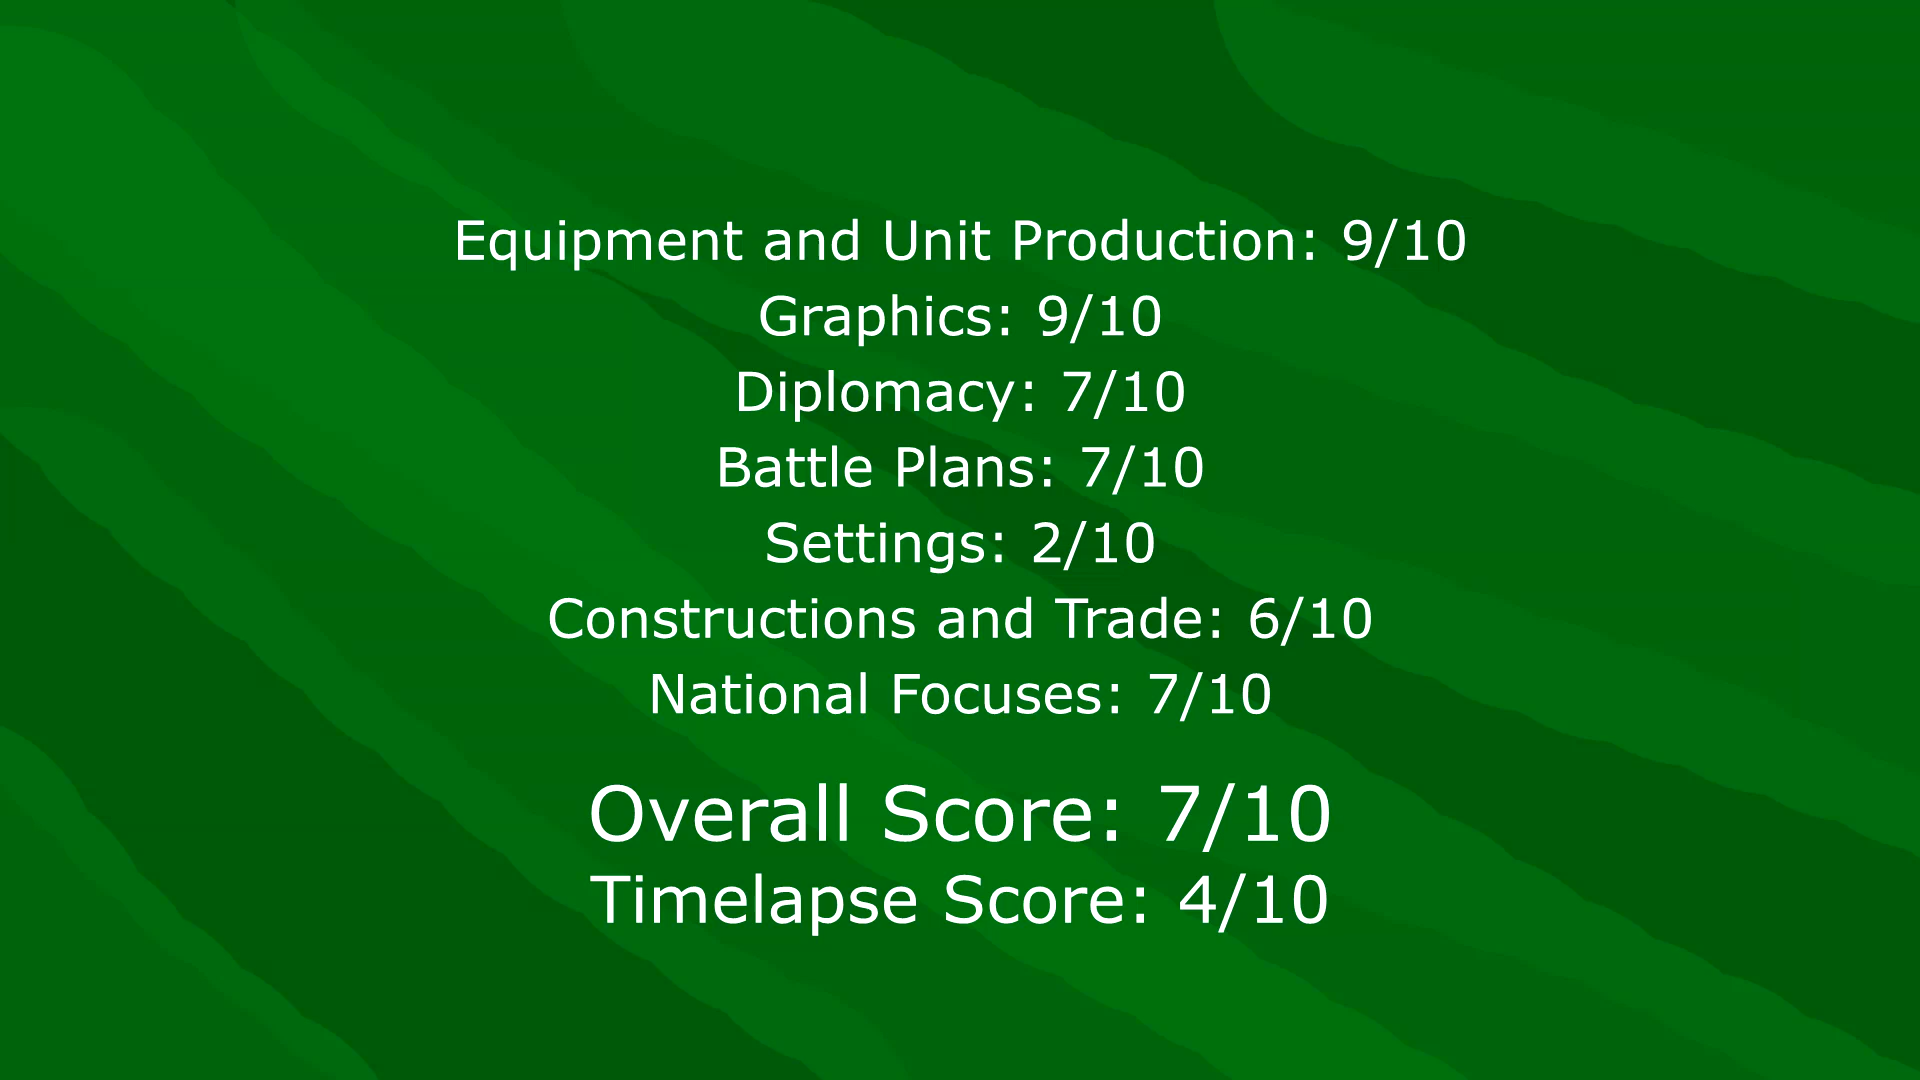 Equipment and Unit Production: 9/10
Graphics: 9/10
Diplomacy: 7/10
Battle Plans: 7/10
Settings: 2/10
Constructions and Trade: 6/10
National Focuses: 7/10
Overall Score: 7/10
Timelapse Score: 4/10